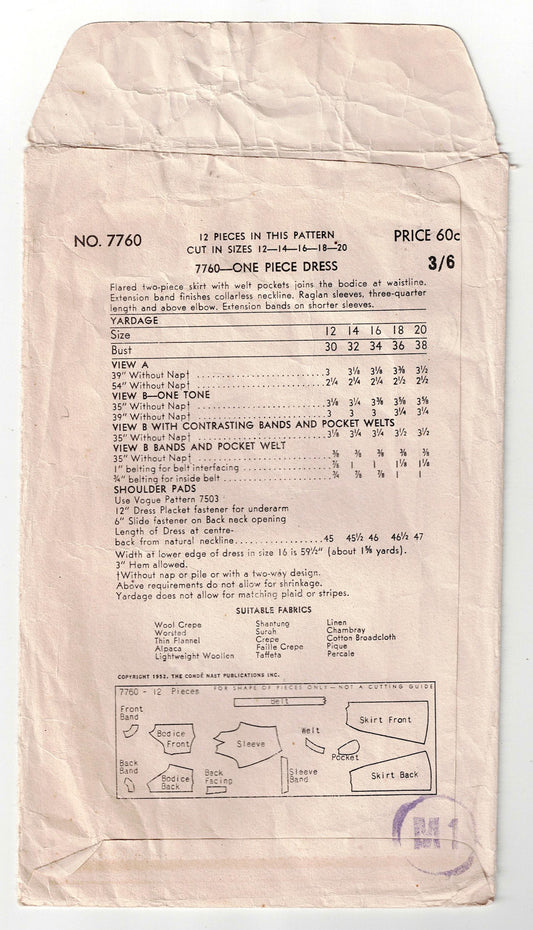 NO. 7760
12 PIECES IN THIS PATTERN
CUT IN SIZES 12—14—16—18—20
PRICE 60c
7760—ONE PIECE DRESS
3/6
Flared two-piece skirt with welt pockets joins the bodice at waistline.
Extension band finishes collarless neckline. Raglan sleeves, three-quarter
length and above elbow. Extension bands on shorter sleeves.
YARDAGE
Size 12 14 16 18 20
Bust 30 32 34 36 38
VIEW A
39" Without Nap† 3 3⅛ 3⅛ 3⅜ 3½
54" Without Nap† 2¼ 2¼ 2¼ 2½ 2½
VIEW B—ONE TONE
35" Without Nap† 3⅛ 3¼ 3⅜ 3⅝ 3⅝
39" Without Nap† 3 3 3 3¼ 3¼
VIEW B WITH CONTRASTING BANDS AND POCKET WELTS
35" Without Nap† 3⅛ 3¼ 3¼ 3½ 3½
VIEW B BANDS AND POCKET WELT
35" Without Nap† ⅜ ⅜ ⅜ ⅜ ⅜
1" belting for belt interfacing ⅞ 1 1 1⅛ 1⅛
¾" belting for inside belt ¾ ⅞ ⅞ 1 1
SHOULDER PADS
Use Vogue Pattern 7503
12" Dress Placket fastener for underarm
6" Slide fastener on Back neck opening
Length of Dress at centre-
back from natural neckline 45 45½ 46 46½ 47
Width at lower edge of dress in size 16 is 59½" (about 1⅝ yards).
3" Hem allowed.
†Without nap or pile or with a two-way design.
Above requirements do not allow for shrinkage.
Yardage does not allow for matching plaid or stripes.
SUITABLE FABRICS
Wool Crepe Shantung Linen
Worsted Surah Chambray
Thin Flannel Crepe Cotton Broadcloth
Alpaca Faille Crepe Pique
Lightweight Woollen Taffeta Percale
COPYRIGHT 1952, THE CONDÉ NAST PUBLICATIONS INC.
7760 - 12 Pieces FOR SHAPE OF PIECES ONLY—NOT A CUTTING GUIDE
Belt
Front
Band
Bodice
Front
Sleeve
Welt
Pocket
Skirt Front
Back
Band
Bodice
Back
Back
Facing
Sleeve
Band
Skirt Back
M 1